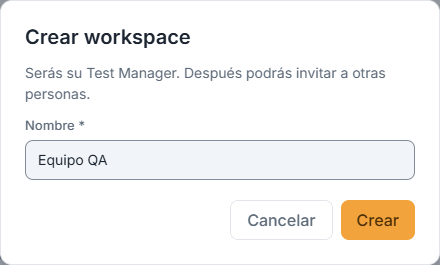 Crear workspace
Serás su Test Manager. Después podrás invitar a otras
personas.
Nombre *
Equipo QA
Cancelar
Crear